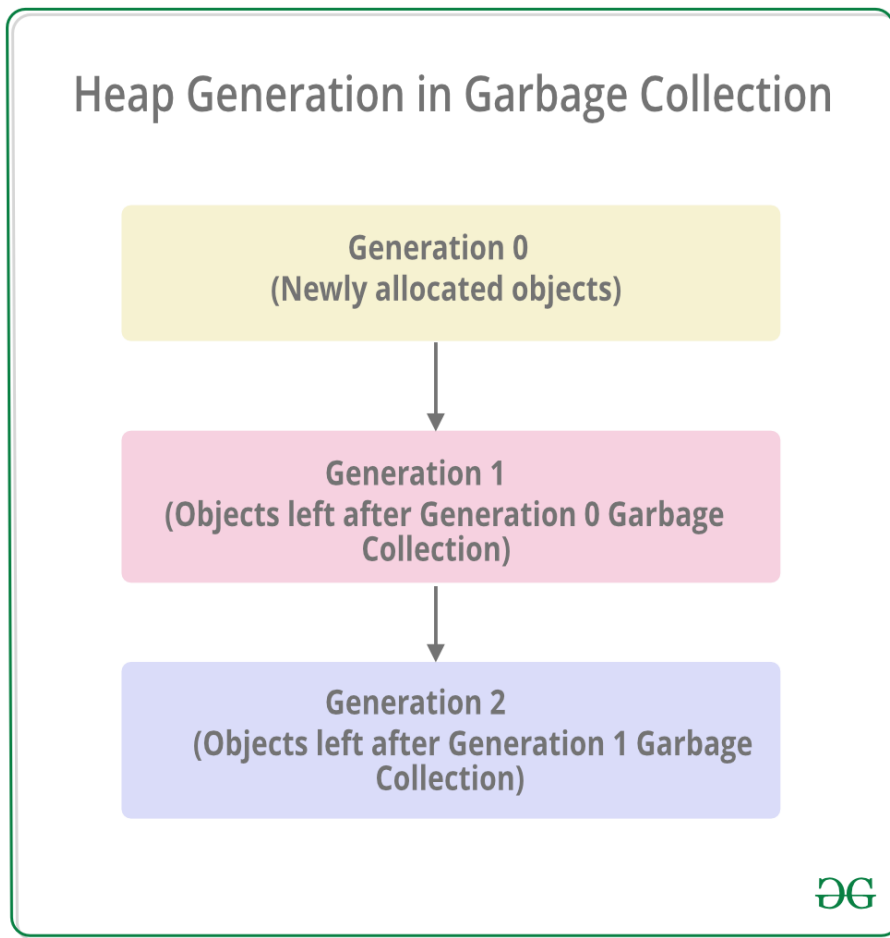 Heap Generation in Garbage Collection
Generation 0
(Newly allocated objects)
Generation 1
(Objects left after Generation 0 Garbage
Collection)
Generation 2
(Objects left after Generation 1 Garbage
Collection)